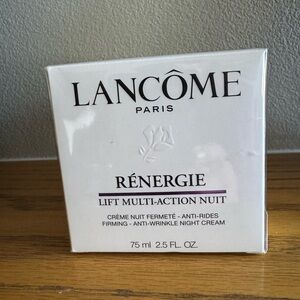 LANCÔME
PARIS
RÉNERGIE
LIFT MULTI-ACTION NUIT
CRÈME NUIT FERMETÉ - ANTI-RIDES
FIRMING - ANTI-WRINKLE NIGHT CREAM
75 ml 2.5 FL. OZ.